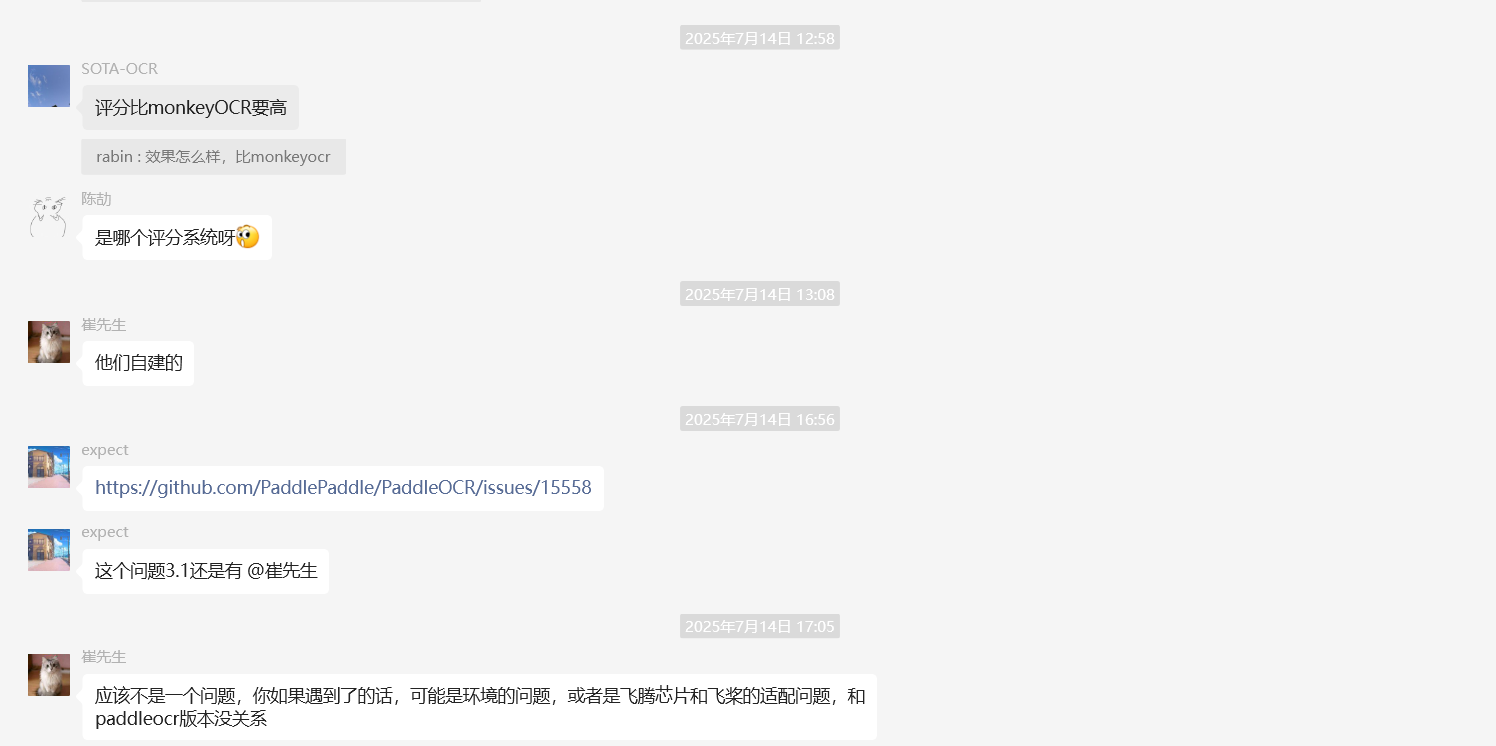 2025年7月14日 12:58
SOTA-OCR
评分比monkeyOCR要高
rabin : 效果怎么样，比monkeyocr
陈劼
是哪个评分系统呀
2025年7月14日 13:08
崔先生
他们自建的
2025年7月14日 16:56
expect
https://github.com/PaddlePaddle/PaddleOCR/issues/15558
expect
这个问题3.1还是有 @崔先生
2025年7月14日 17:05
崔先生
应该不是一个问题，你如果遇到了的话，可能是环境的问题，或者是飞腾芯片和飞桨的适配问题，和
paddleocr版本没关系